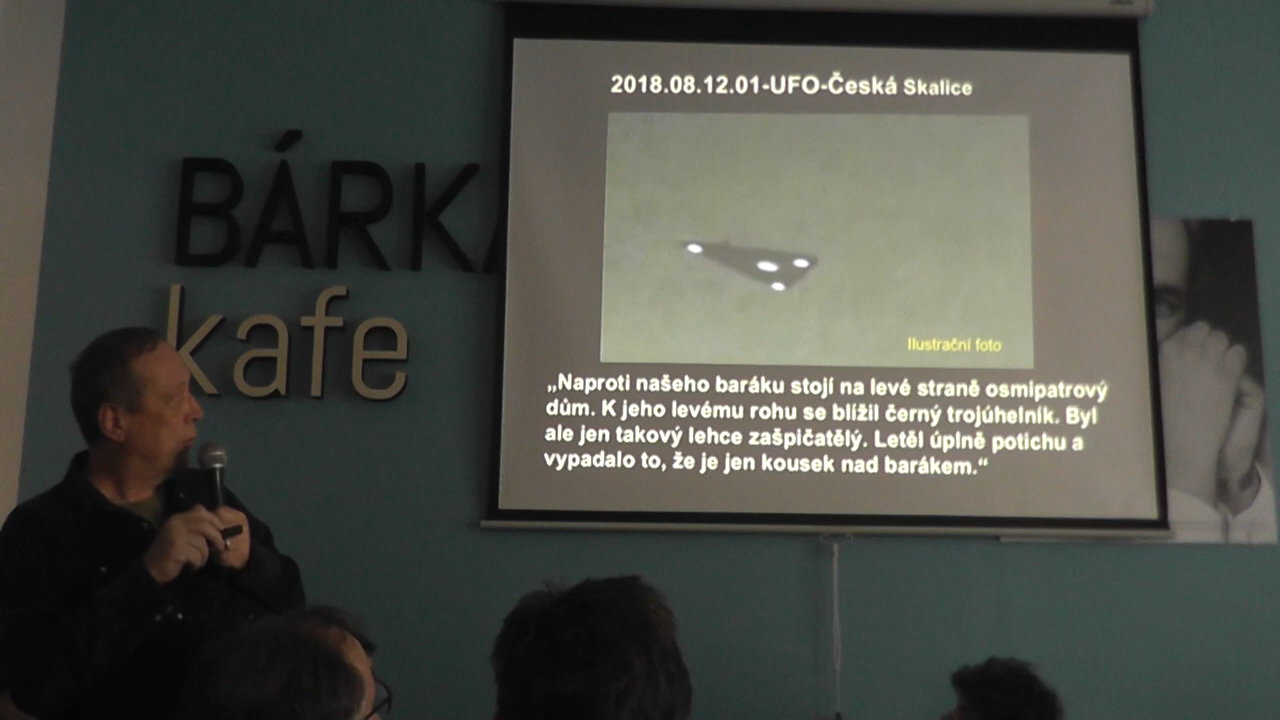 BÁRKA
kafe
2018.08.12.01-UFO-Česká Skalice
Ilustrační foto
„Naproti našeho baráku stojí na levé straně osmipatrový
dům. K jeho levému rohu se blížil černý trojúhelník. Byl
ale jen takový lehce zašpičatělý. Letěl úplně potichu a
vypadalo to, že je jen kousek nad barákem.“